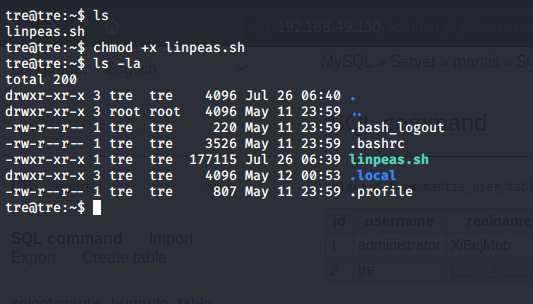 tre@tre:~$ ls
linpeas.sh
tre@tre:~$ chmod +x linpeas.sh
tre@tre:~$ ls -la
total 200
drwxr-xr-x 3 tre  tre    4096 Jul 26 06:40 .
drwxr-xr-x 3 root root   4096 May 11 23:59 ..
-rw-r--r-- 1 tre  tre     220 May 11 23:59 .bash_logout
-rw-r--r-- 1 tre  tre    3526 May 11 23:59 .bashrc
-rwxr-xr-x 1 tre  tre  177115 Jul 26 06:39 linpeas.sh
drwxr-xr-x 3 tre  tre    4096 May 12 00:53 .local
-rw-r--r-- 1 tre  tre     807 May 11 23:59 .profile
tre@tre:~$
192.168.49.130
MySQL » Server » mantis » SQ
command
mantis_user_tabl
id username realname
1 administrator XiBejMub
2 tre
SQL command Import
Export Create table
select mantis_bugnote_table